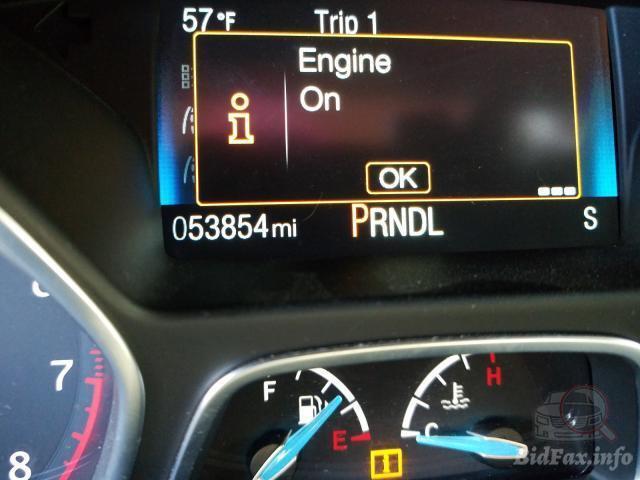 57°F Trip 1
Engine
On
i
OK
053854mi PRNDL S
7
8
F E
H
C
BidFax.info